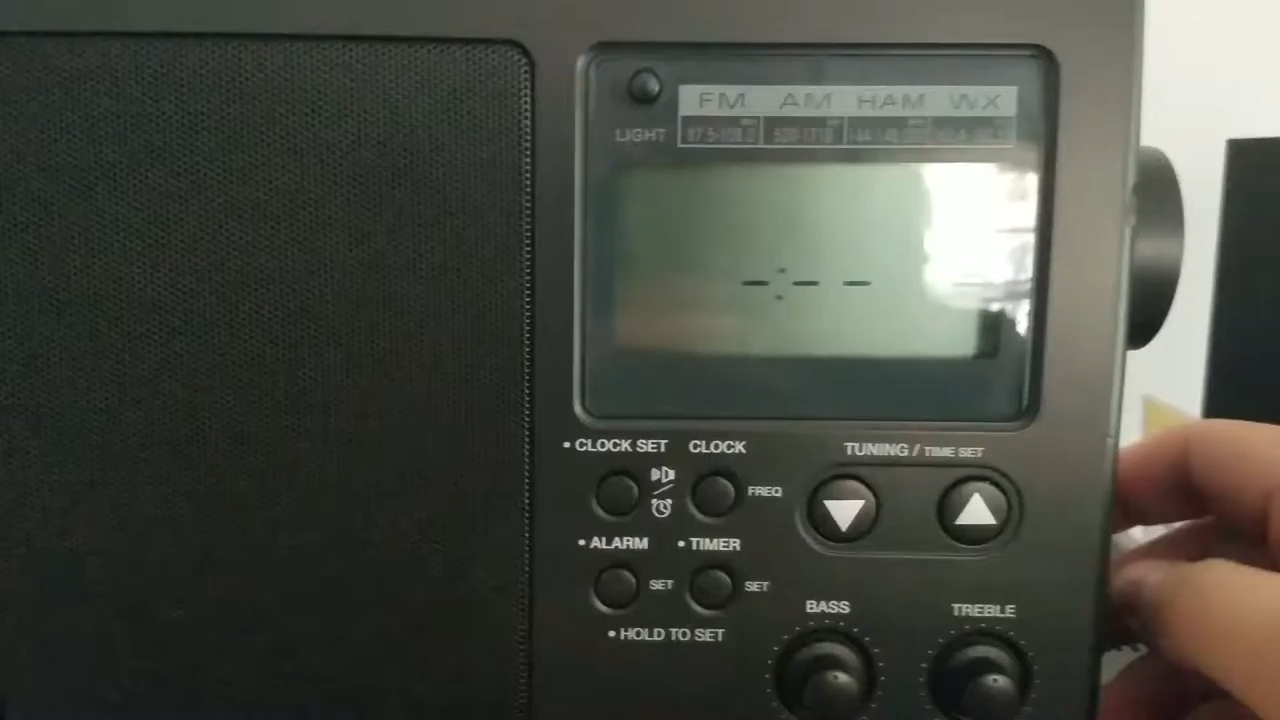 FM AM HAM WX
LIGHT
-:--
• CLOCK SET CLOCK TUNING / TIME SET
FREQ
• ALARM • TIMER
SET SET
BASS TREBLE
• HOLD TO SET